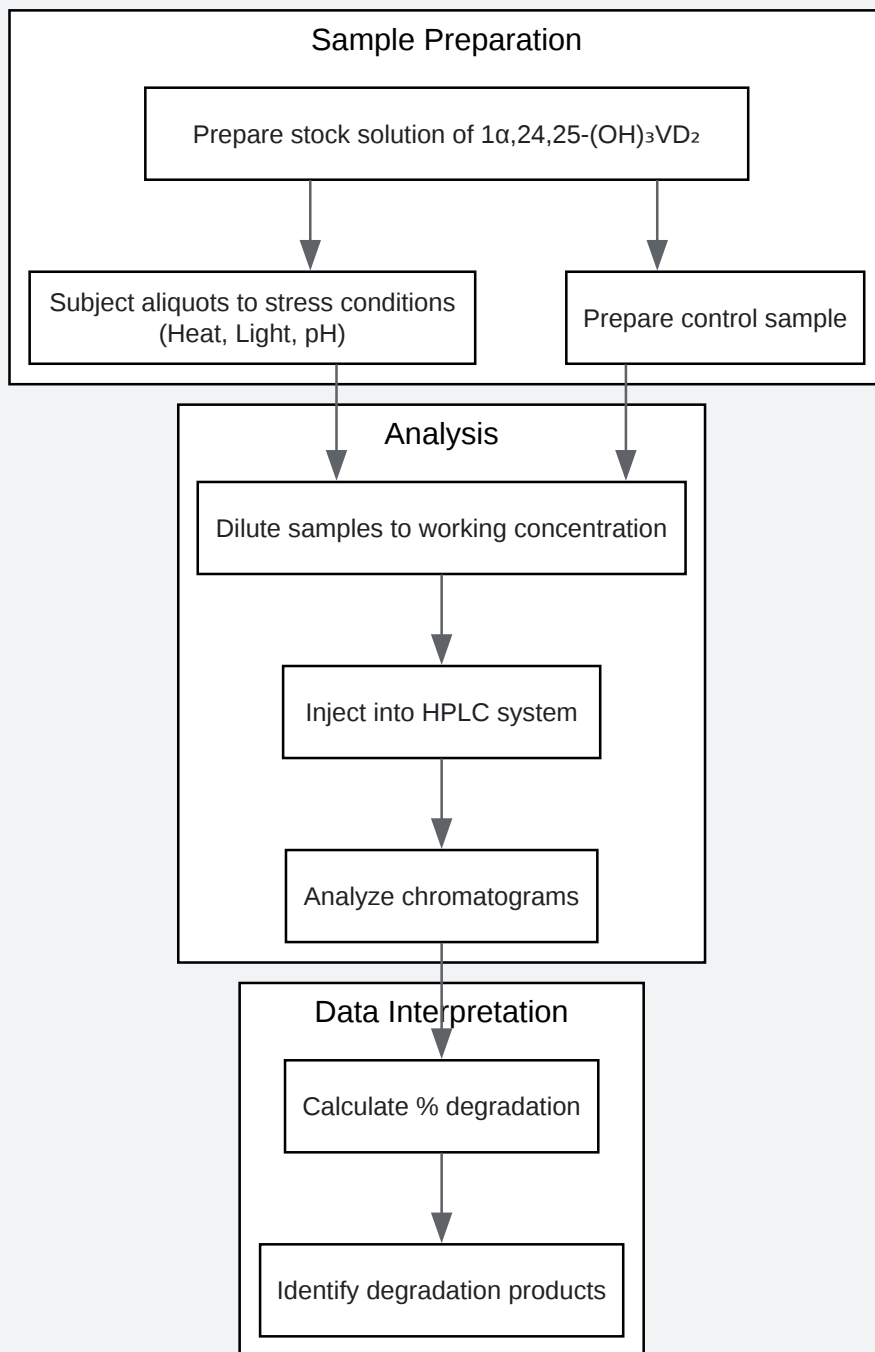 Sample Preparation
Prepare stock solution of 1α,24,25-(OH)₃VD₂
Subject aliquots to stress conditions
(Heat, Light, pH)
Prepare control sample
Analysis
Dilute samples to working concentration
Inject into HPLC system
Analyze chromatograms
Data Interpretation
Calculate % degradation
Identify degradation products